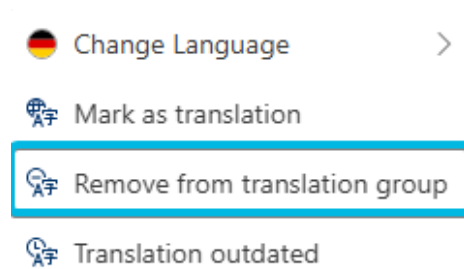 Change Language
Mark as translation
Remove from translation group
Translation outdated